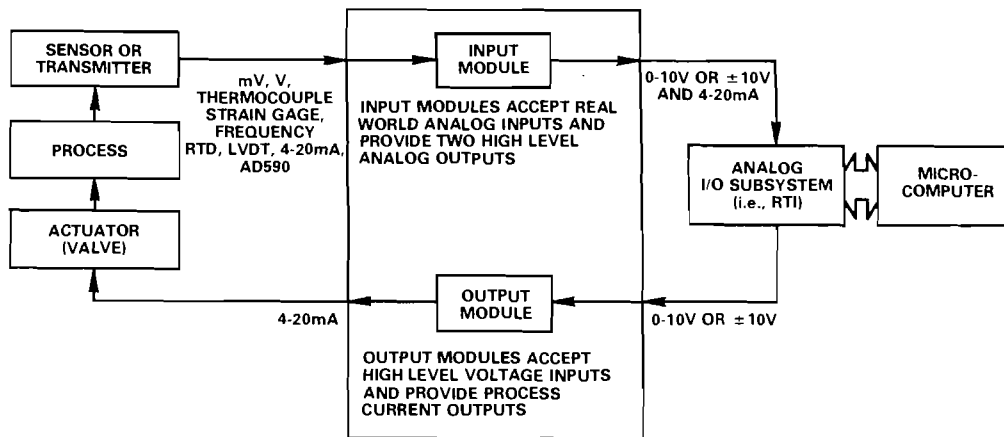 SENSOR OR
TRANSMITTER
mV, V,
THERMOCOUPLE
STRAIN GAGE,
FREQUENCY
RTD, LVDT, 4-20mA,
AD590
INPUT
MODULE
INPUT MODULES ACCEPT REAL
WORLD ANALOG INPUTS AND
PROVIDE TWO HIGH LEVEL
ANALOG OUTPUTS
0-10V OR ±10V
AND 4-20mA
PROCESS
ANALOG
I/O SUBSYSTEM
(i.e., RTI)
MICRO-
COMPUTER
ACTUATOR
(VALVE)
4-20mA
OUTPUT
MODULE
0-10V OR ±10V
OUTPUT MODULES ACCEPT
HIGH LEVEL VOLTAGE INPUTS
AND PROVIDE PROCESS
CURRENT OUTPUTS